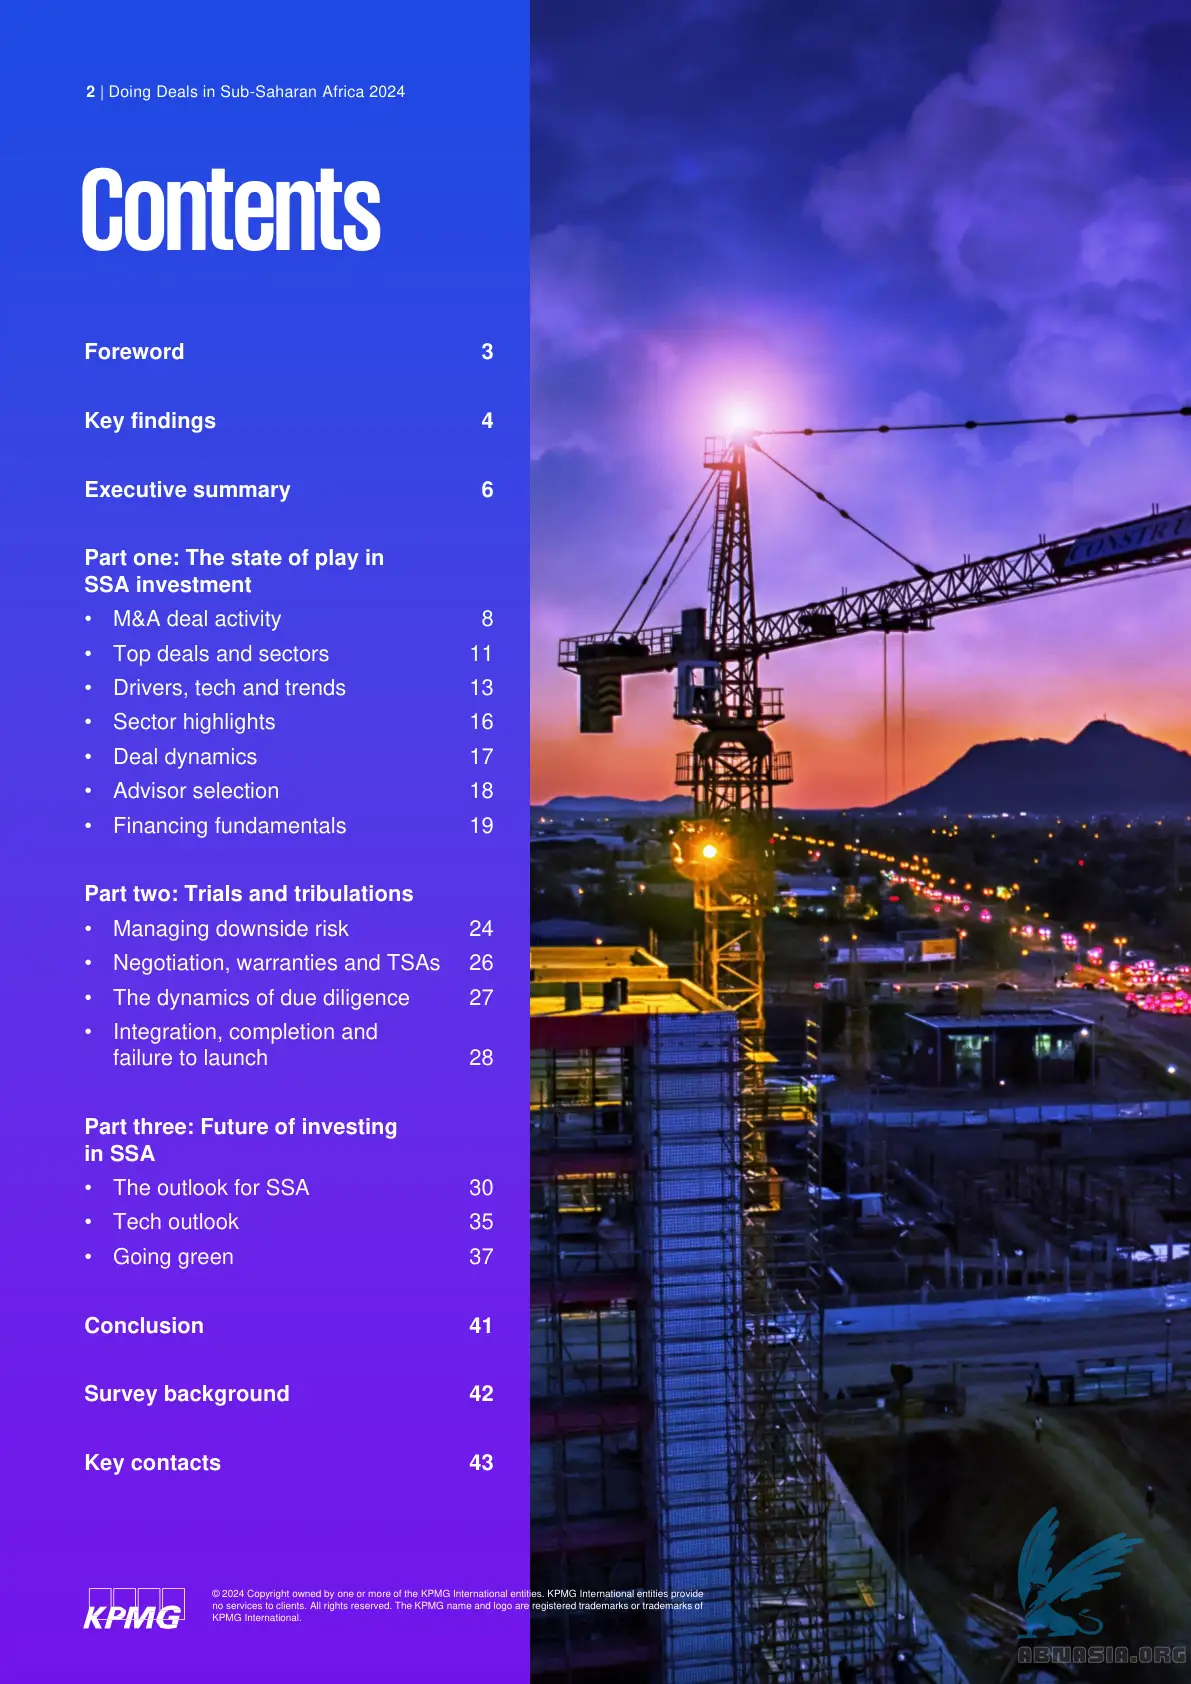 2 | Doing Deals in Sub-Saharan Africa 2024
Contents
Foreword 3
Key findings 4
Executive summary 6
Part one: The state of play in
SSA investment
• M&A deal activity 8
• Top deals and sectors 11
• Drivers, tech and trends 13
• Sector highlights 16
• Deal dynamics 17
• Advisor selection 18
• Financing fundamentals 19
Part two: Trials and tribulations
• Managing downside risk 24
• Negotiation, warranties and TSAs 26
• The dynamics of due diligence 27
• Integration, completion and
failure to launch 28
Part three: Future of investing
in SSA
• The outlook for SSA 30
• Tech outlook 35
• Going green 37
Conclusion 41
Survey background 42
Key contacts 43
KPMG
© 2024 Copyright owned by one or more of the KPMG International entities. KPMG International entities provide
no services to clients. All rights reserved. The KPMG name and logo are registered trademarks or trademarks of
KPMG International.
ABNASIA.ORG